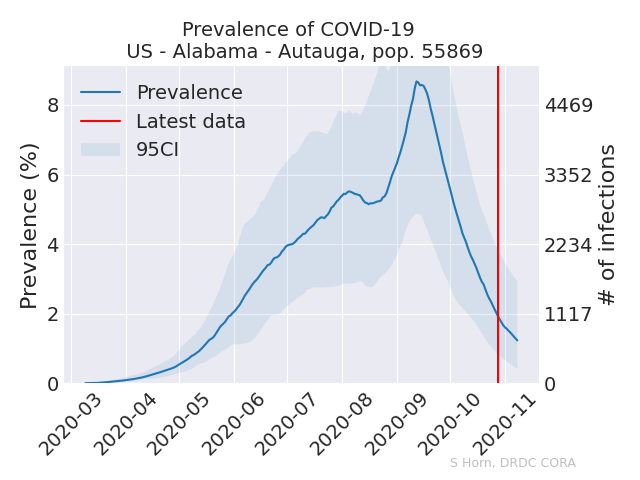 Prevalence of COVID-19
US - Alabama - Autauga, pop. 55869
Prevalence
Latest data
95CI
Prevalence (%)
8
6
4
2
0
4469
3352
2234
1117
0
# of infections
2020-03
2020-04
2020-05
2020-06
2020-07
2020-08
2020-09
2020-10
2020-11
S Horn, DRDC CORA